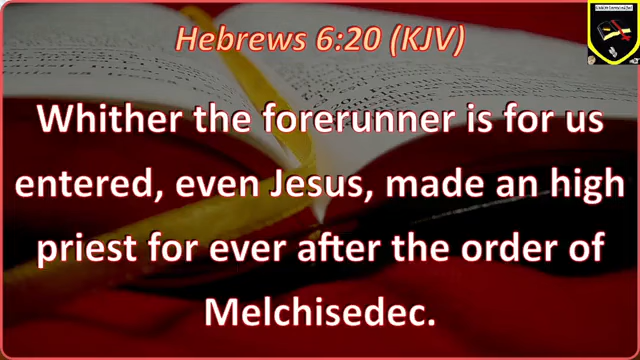 Hebrews 6:20 (KJV)
Whither the forerunner is for us
entered, even Jesus, made an high
priest for ever after the order of
Melchisedec.